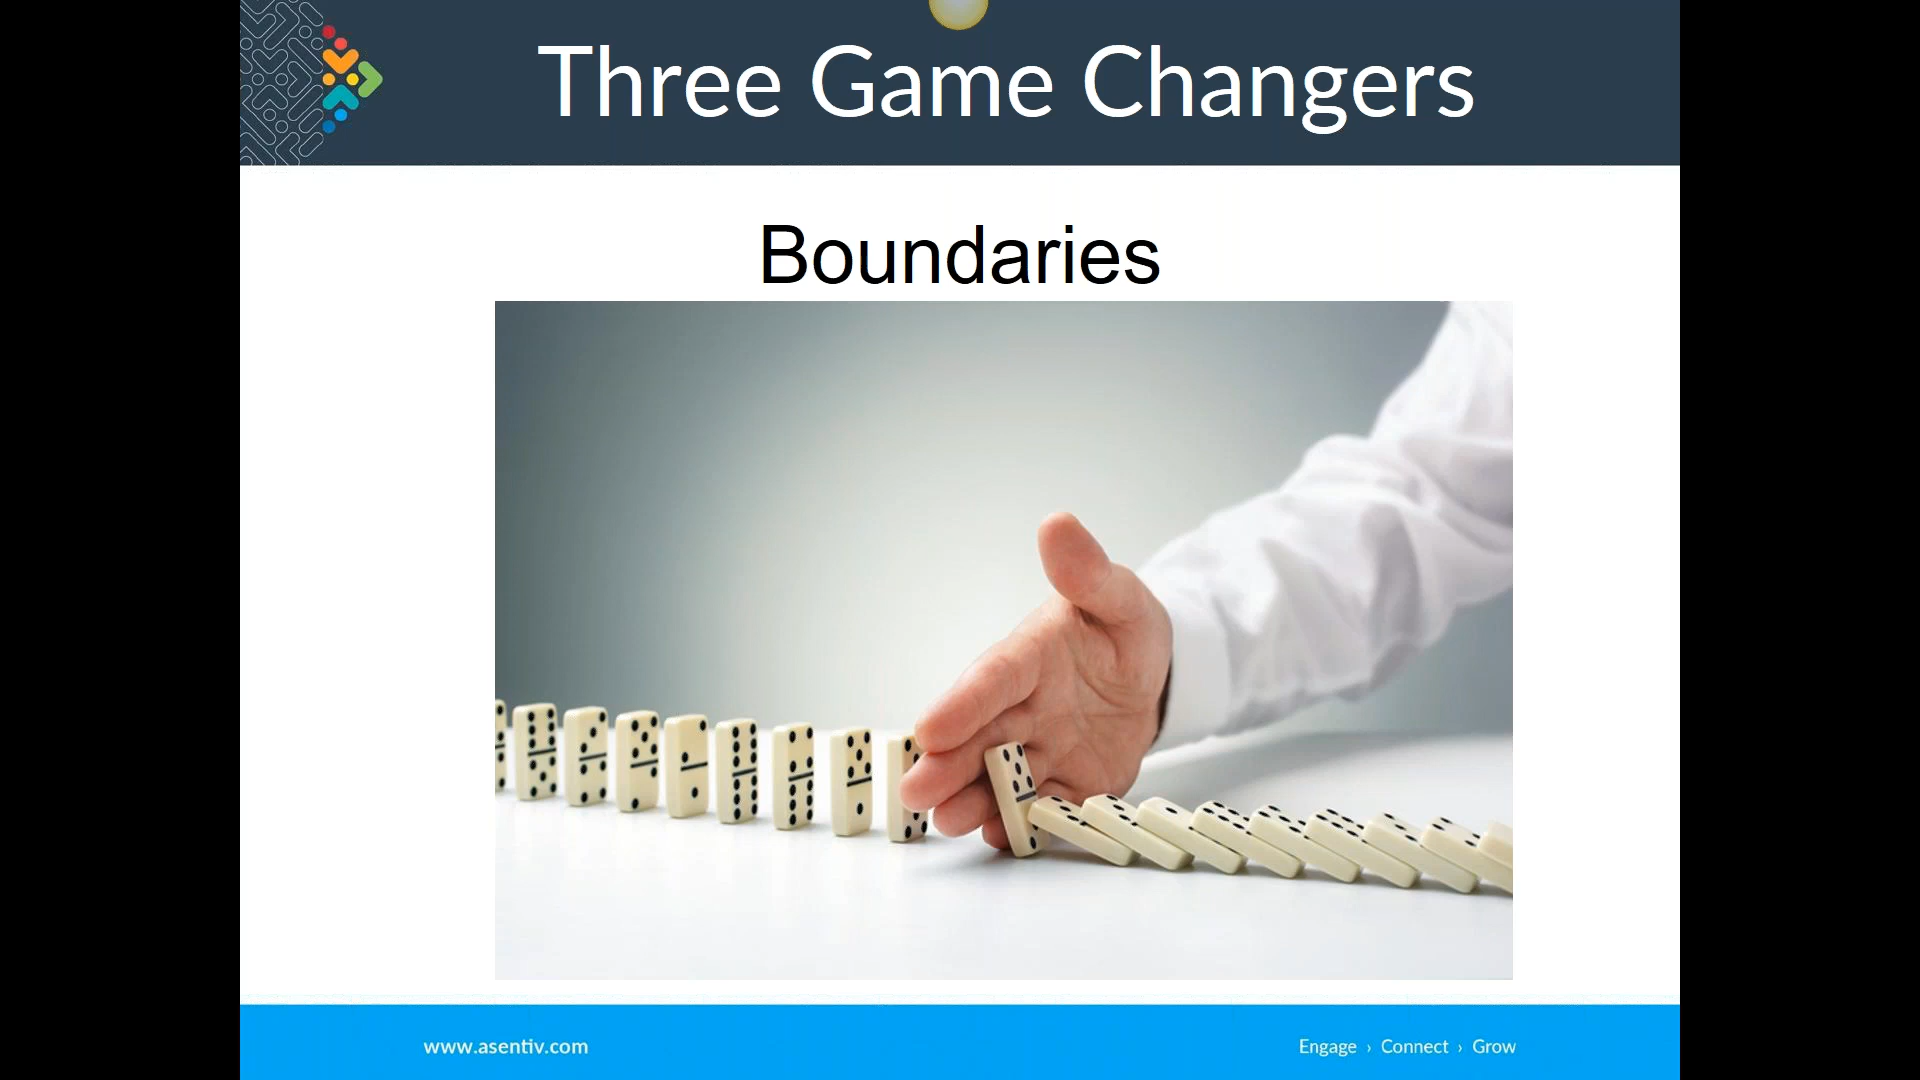 Three Game Changers
Boundaries
www.asentiv.com
Engage › Connect › Grow